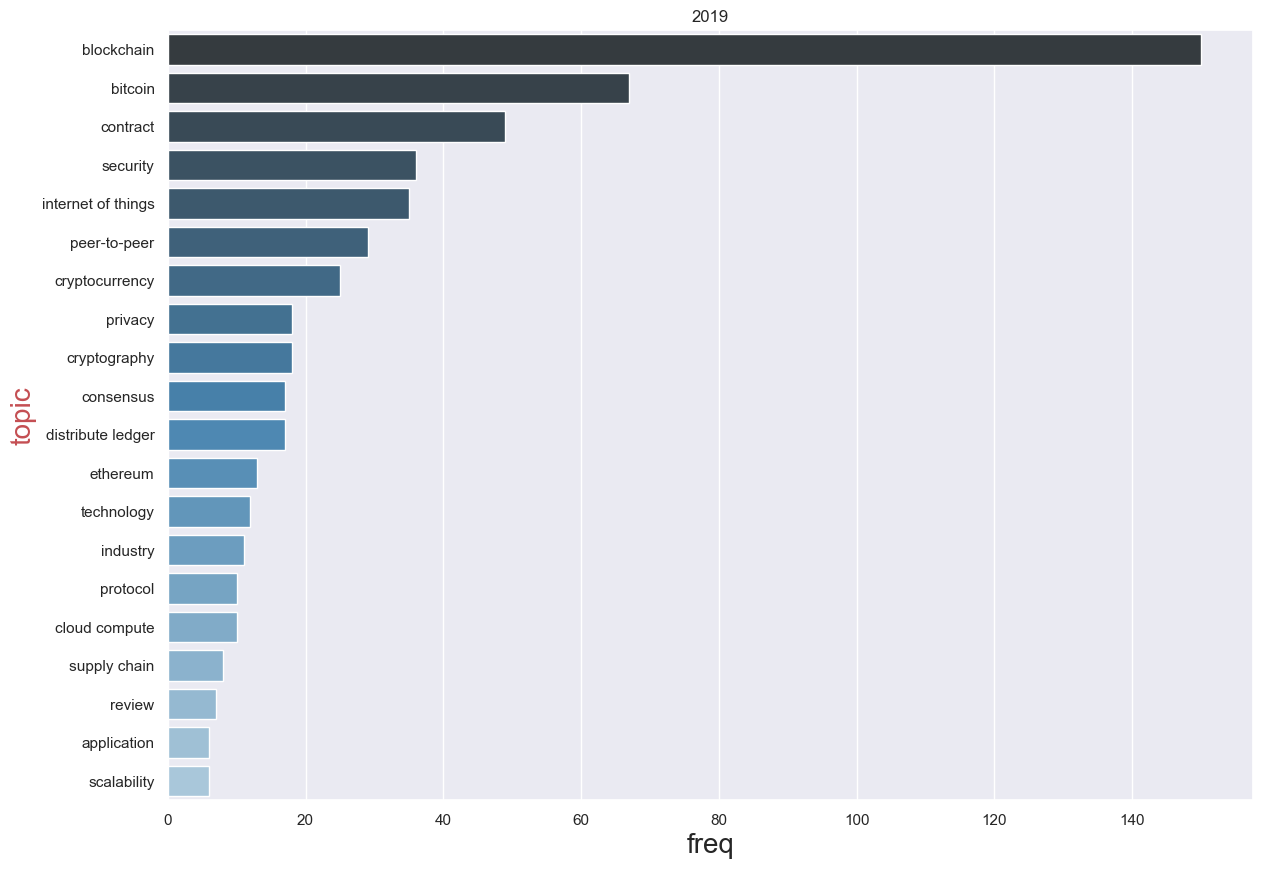 2019
blockchain
bitcoin
contract
security
internet of things
peer-to-peer
cryptocurrency
privacy
cryptography
consensus
distribute ledger
ethereum
technology
industry
protocol
cloud compute
supply chain
review
application
scalability
topic
0 20 40 60 80 100 120 140
freq